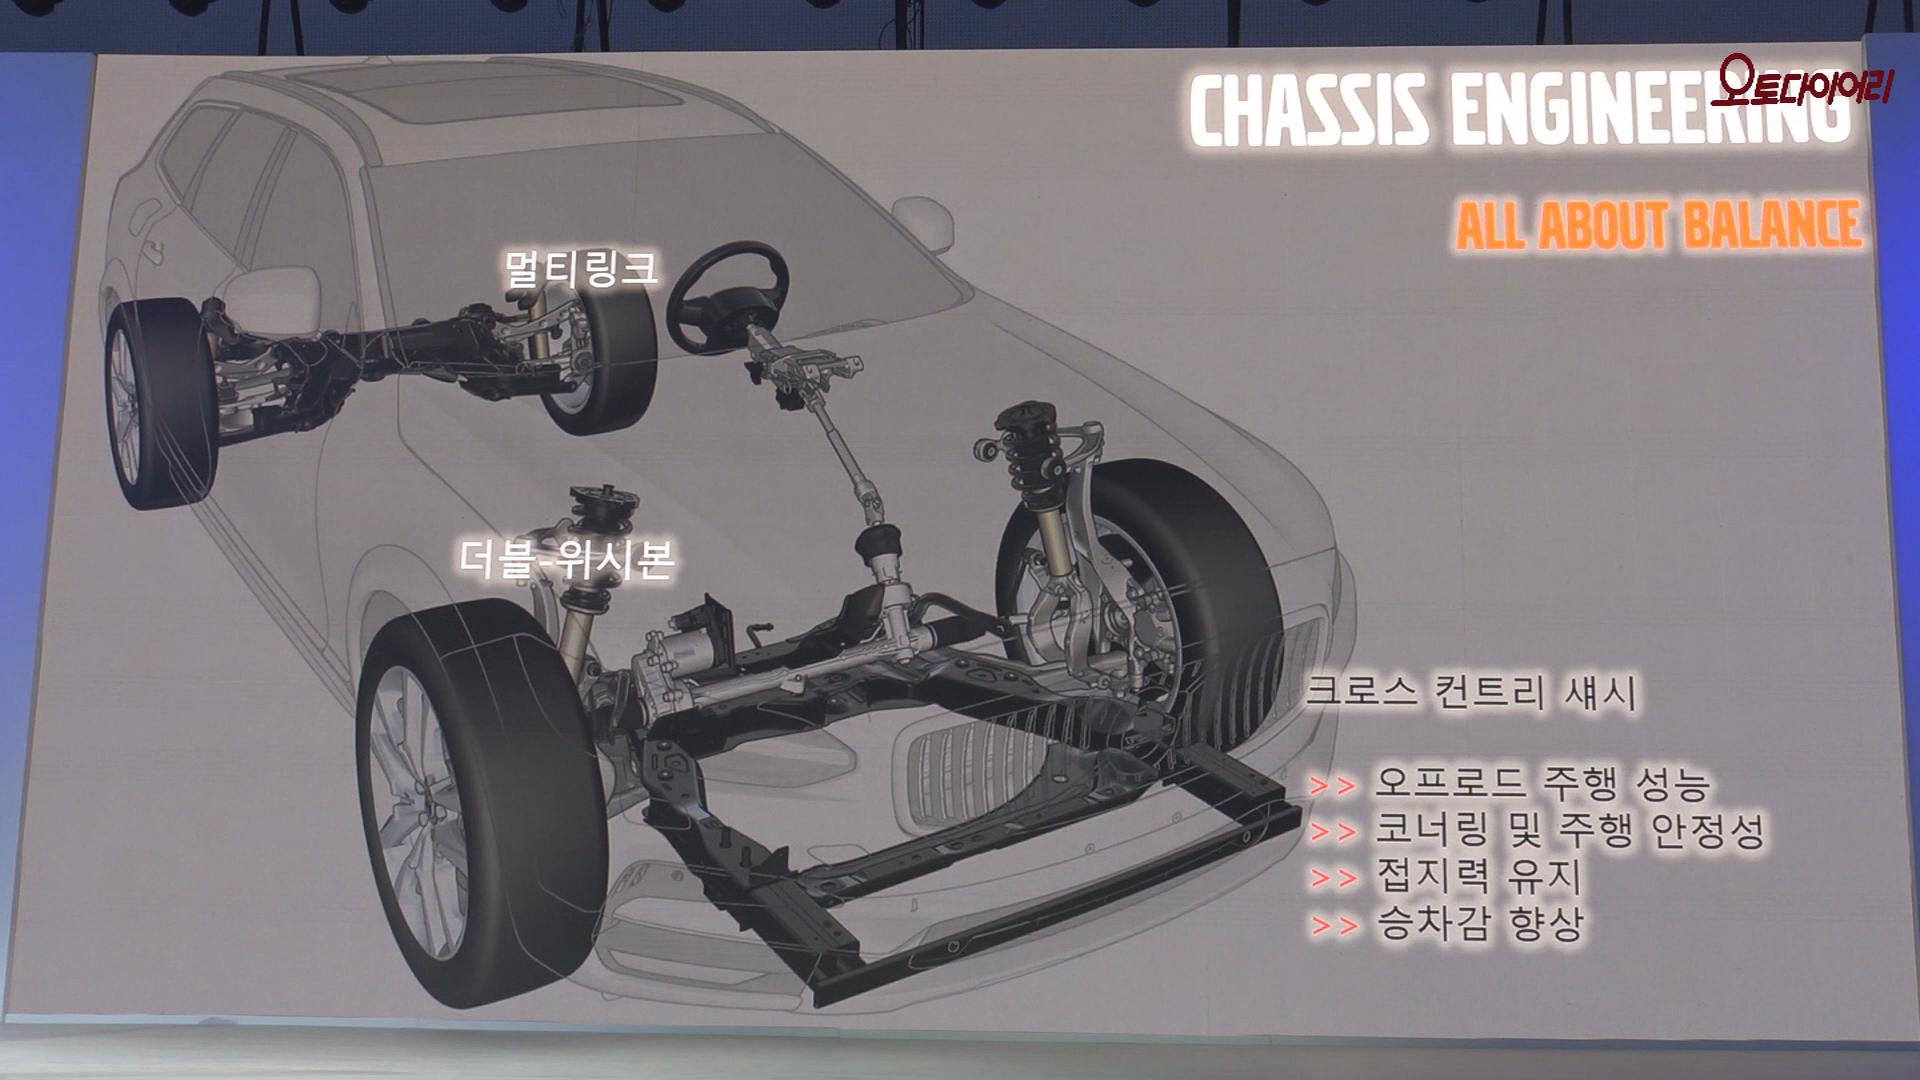 CHASSIS ENGINEERING
오토다이어리
ALL ABOUT BALANCE
멀티링크
더블-위시본
크로스 컨트리 섀시
>> 오프로드 주행 성능
>> 코너링 및 주행 안정성
>> 접지력 유지
>> 승차감 향상